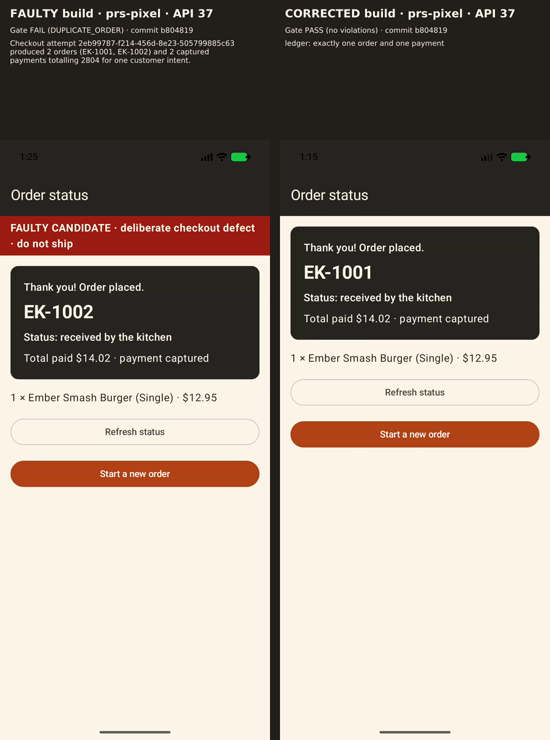 FAULTY build · prs-pixel · API 37
Gate FAIL (DUPLICATE_ORDER) · commit b804819
Checkout attempt 2eb99787-f214-456d-8e23-505799885c63
produced 2 orders (EK-1001, EK-1002) and 2 captured
payments totalling 2804 for one customer intent.
1:25
Order status
FAULTY CANDIDATE · deliberate checkout defect
· do not ship
Thank you! Order placed.
EK-1002
Status: received by the kitchen
Total paid $14.02 · payment captured
1 × Ember Smash Burger (Single) · $12.95
Refresh status
Start a new order
CORRECTED build · prs-pixel · API 37
Gate PASS (no violations) · commit b804819
ledger: exactly one order and one payment
1:15
Order status
Thank you! Order placed.
EK-1001
Status: received by the kitchen
Total paid $14.02 · payment captured
1 × Ember Smash Burger (Single) · $12.95
Refresh status
Start a new order